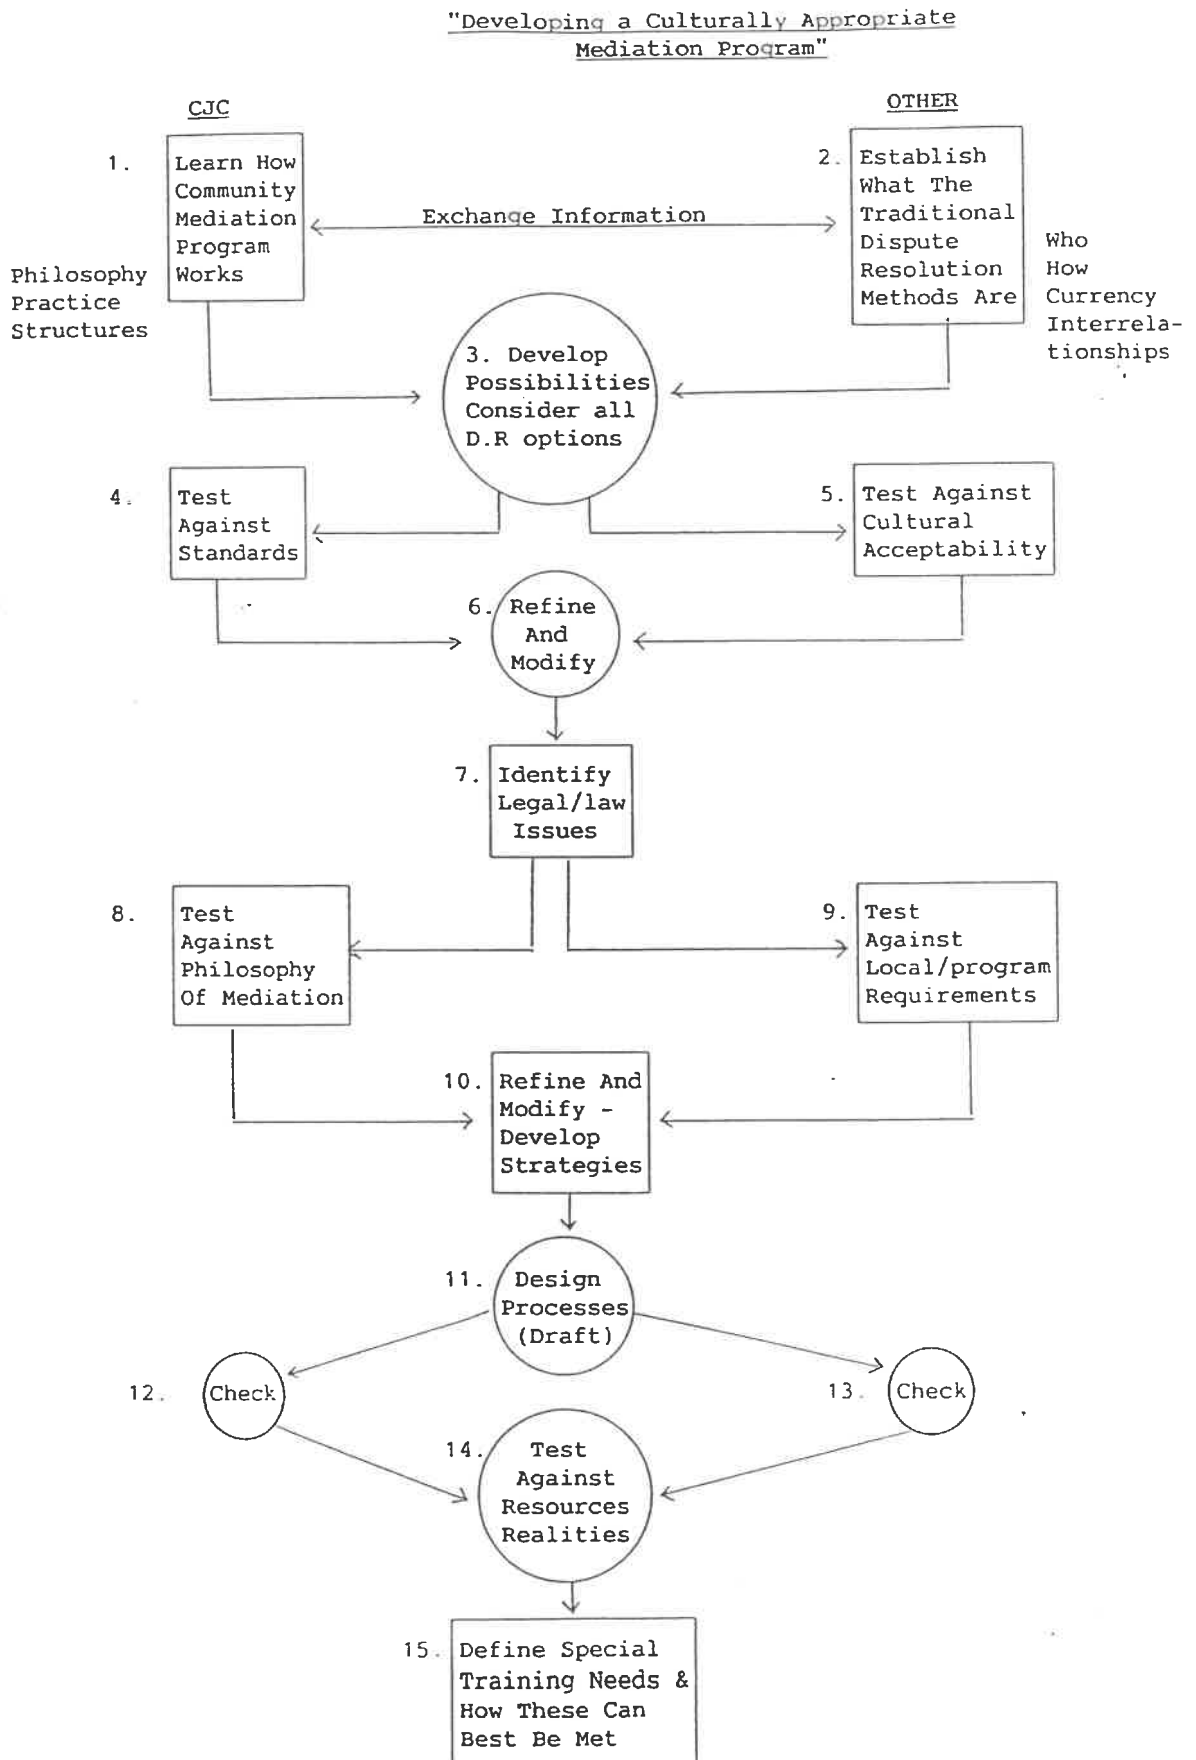 "Developing a Culturally Appropriate
Mediation Program"
CJC
OTHER
1.
Learn How
Community
Mediation
Program
Works
Philosophy
Practice
Structures
Exchange Information
2.
Establish
What The
Traditional
Dispute
Resolution
Methods Are
Who
How
Currency
Interrela-
tionships
3. Develop
Possibilities
Consider all
D.R options
4.
Test
Against
Standards
5.
Test Against
Cultural
Acceptability
6.
Refine
And
Modify
7.
Identify
Legal/law
Issues
8.
Test
Against
Philosophy
Of Mediation
9.
Test
Against
Local/program
Requirements
10.
Refine And
Modify -
Develop
Strategies
11.
Design
Processes
(Draft)
12.
Check
13.
Check
14.
Test
Against
Resources
Realities
15.
Define Special
Training Needs &
How These Can
Best Be Met